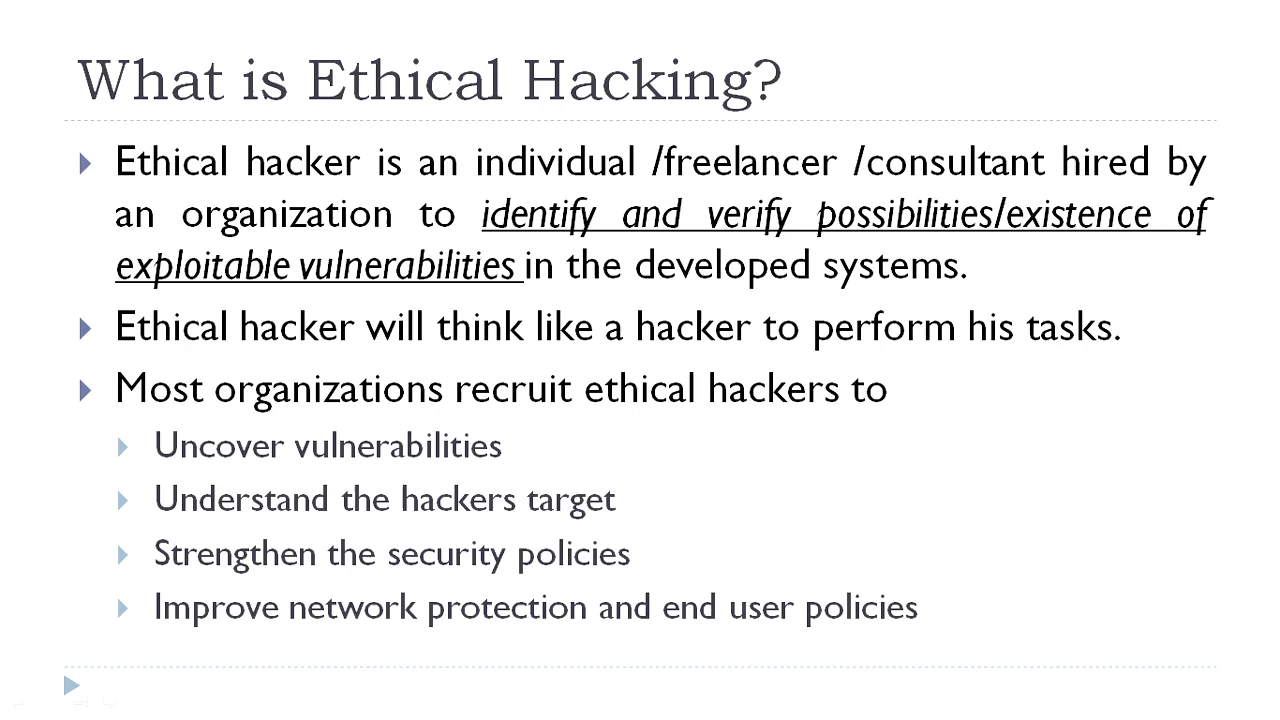 What is Ethical Hacking?
Ethical hacker is an individual /freelancer /consultant hired by
an organization to identify and verify possibilities/existence of
exploitable vulnerabilities in the developed systems.
Ethical hacker will think like a hacker to perform his tasks.
Most organizations recruit ethical hackers to
Uncover vulnerabilities
Understand the hackers target
Strengthen the security policies
Improve network protection and end user policies